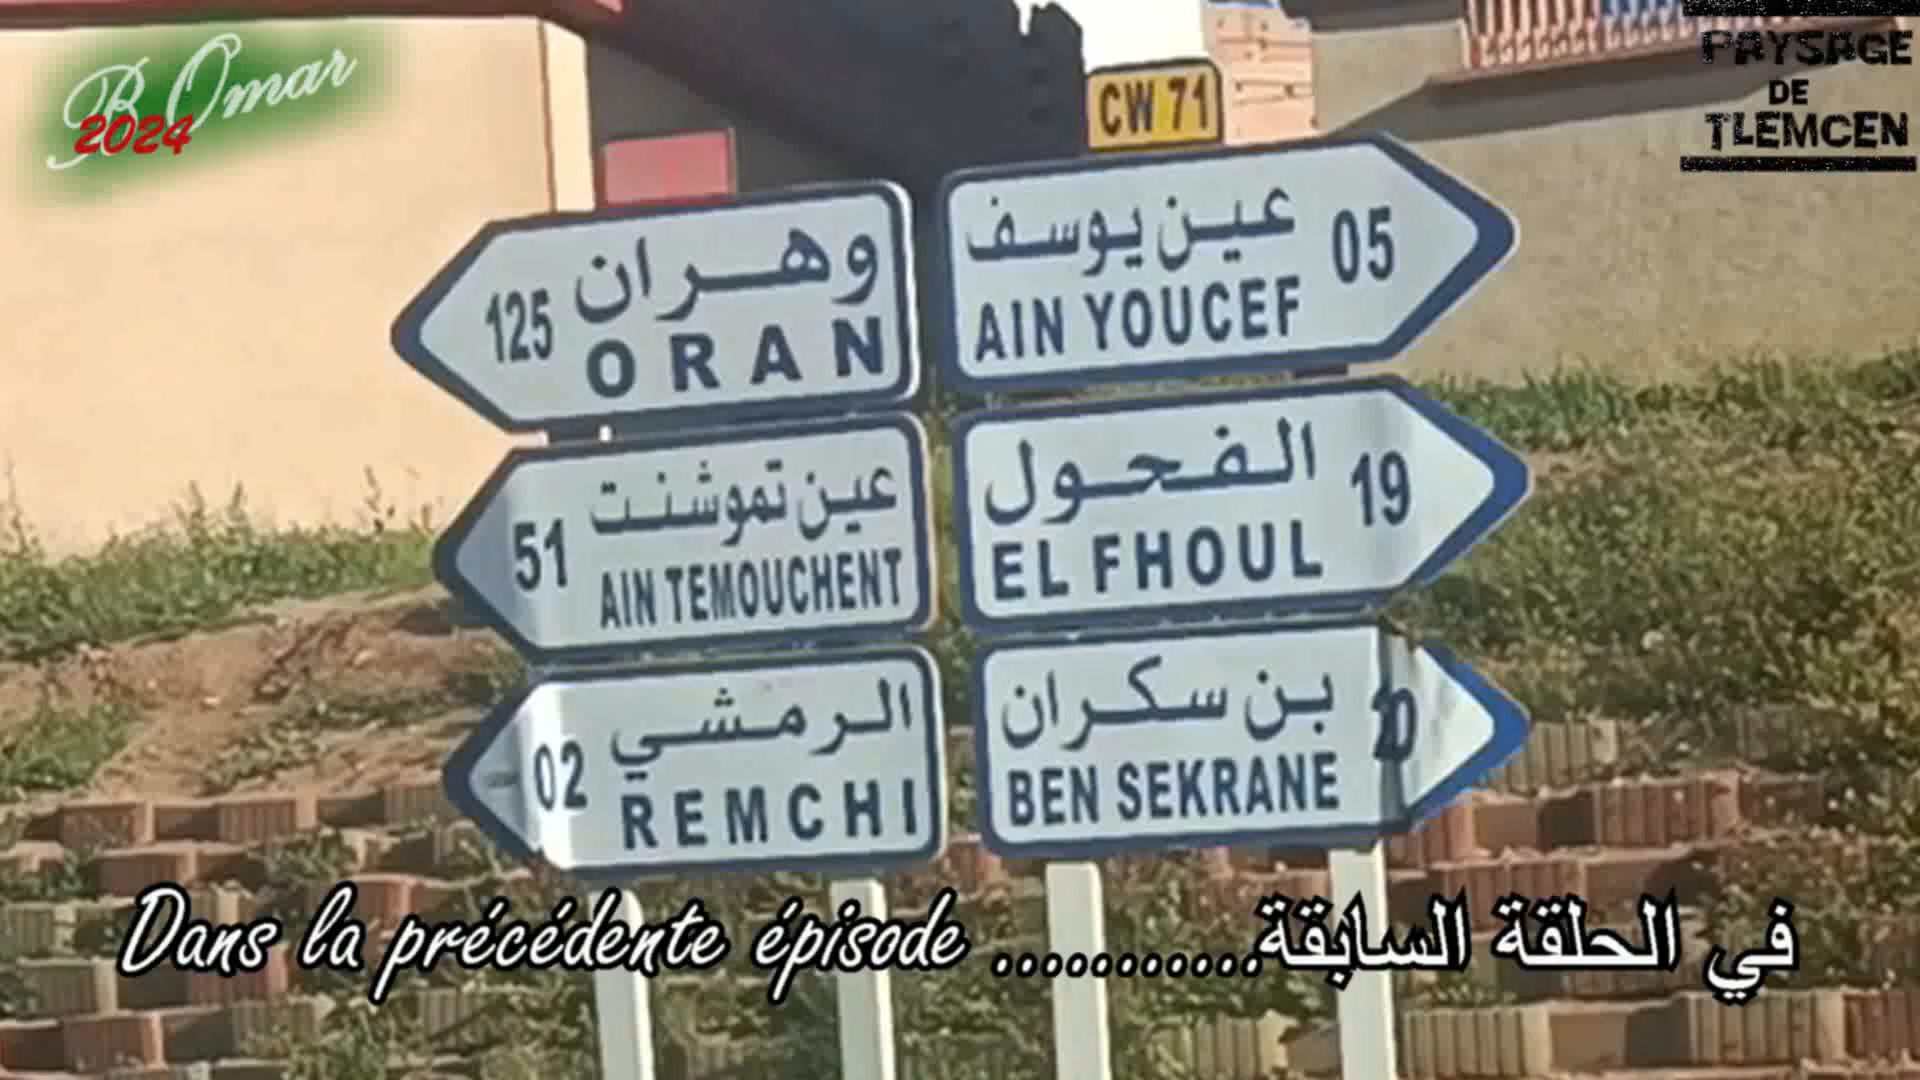 B. Omar
2024
PAYSAGE
DE
TLEMCEN
CW 71
وهران
125
ORAN
عين يوسف 05
AIN YOUCEF
عين تموشنت
51
AIN TEMOUCHENT
الفحول 19
EL FHOUL
الرمشي
02
REMCHI
بن سكران 20
BEN SEKRANE
Dans la précédente épisode ...........في الحلقة السابقة